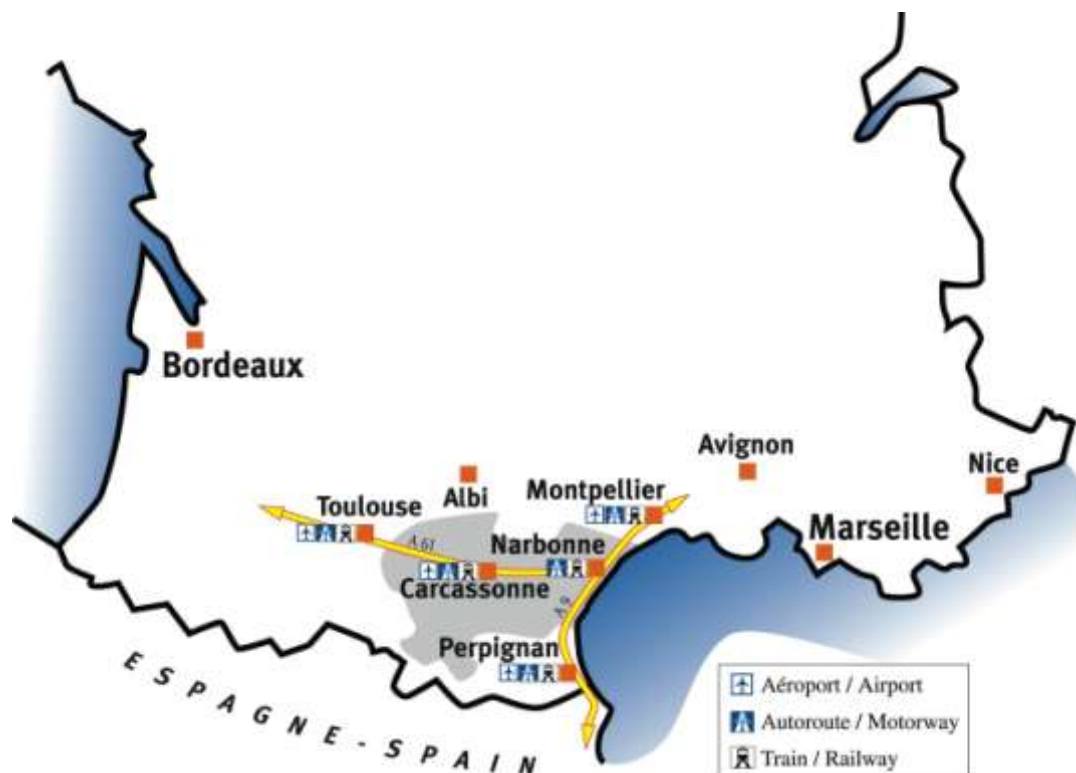 Bordeaux
Avignon
Nice
Albi
Montpellier
Toulouse
Marseille
A 61
Narbonne
Carcassonne
A 9
Perpignan
ESPAGNE - SPAIN
Aéroport / Airport
Autoroute / Motorway
Train / Railway